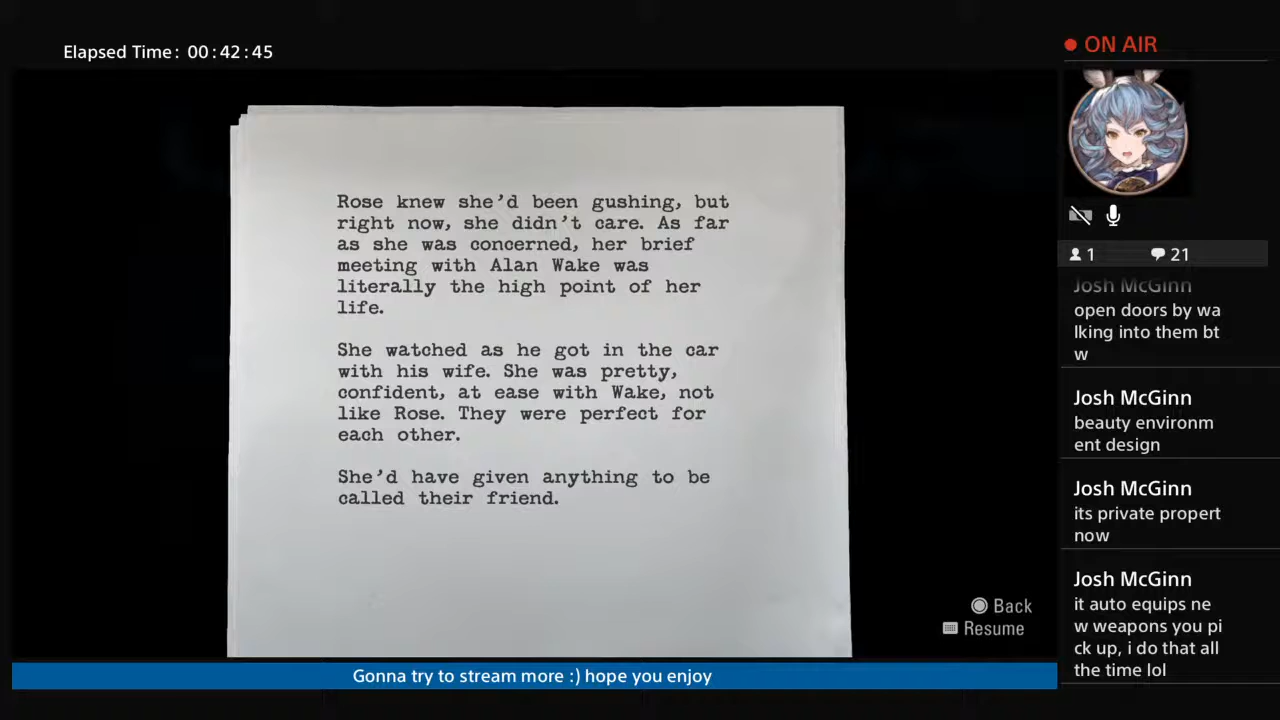 Elapsed Time: 00:42:45
ON AIR
1
21
Rose knew she'd been gushing, but
right now, she didn't care. As far
as she was concerned, her brief
meeting with Alan Wake was
literally the high point of her
life.
She watched as he got in the car
with his wife. She was pretty,
confident, at ease with Wake, not
like Rose. They were perfect for
each other.
She'd have given anything to be
called their friend.
Back
Resume
Gonna try to stream more :) hope you enjoy
Josh McGinn
open doors by wa
lking into them bt
w
Josh McGinn
beauty environm
ent design
Josh McGinn
its private propert
now
Josh McGinn
it auto equips ne
w weapons you pi
ck up, i do that all
the time lol